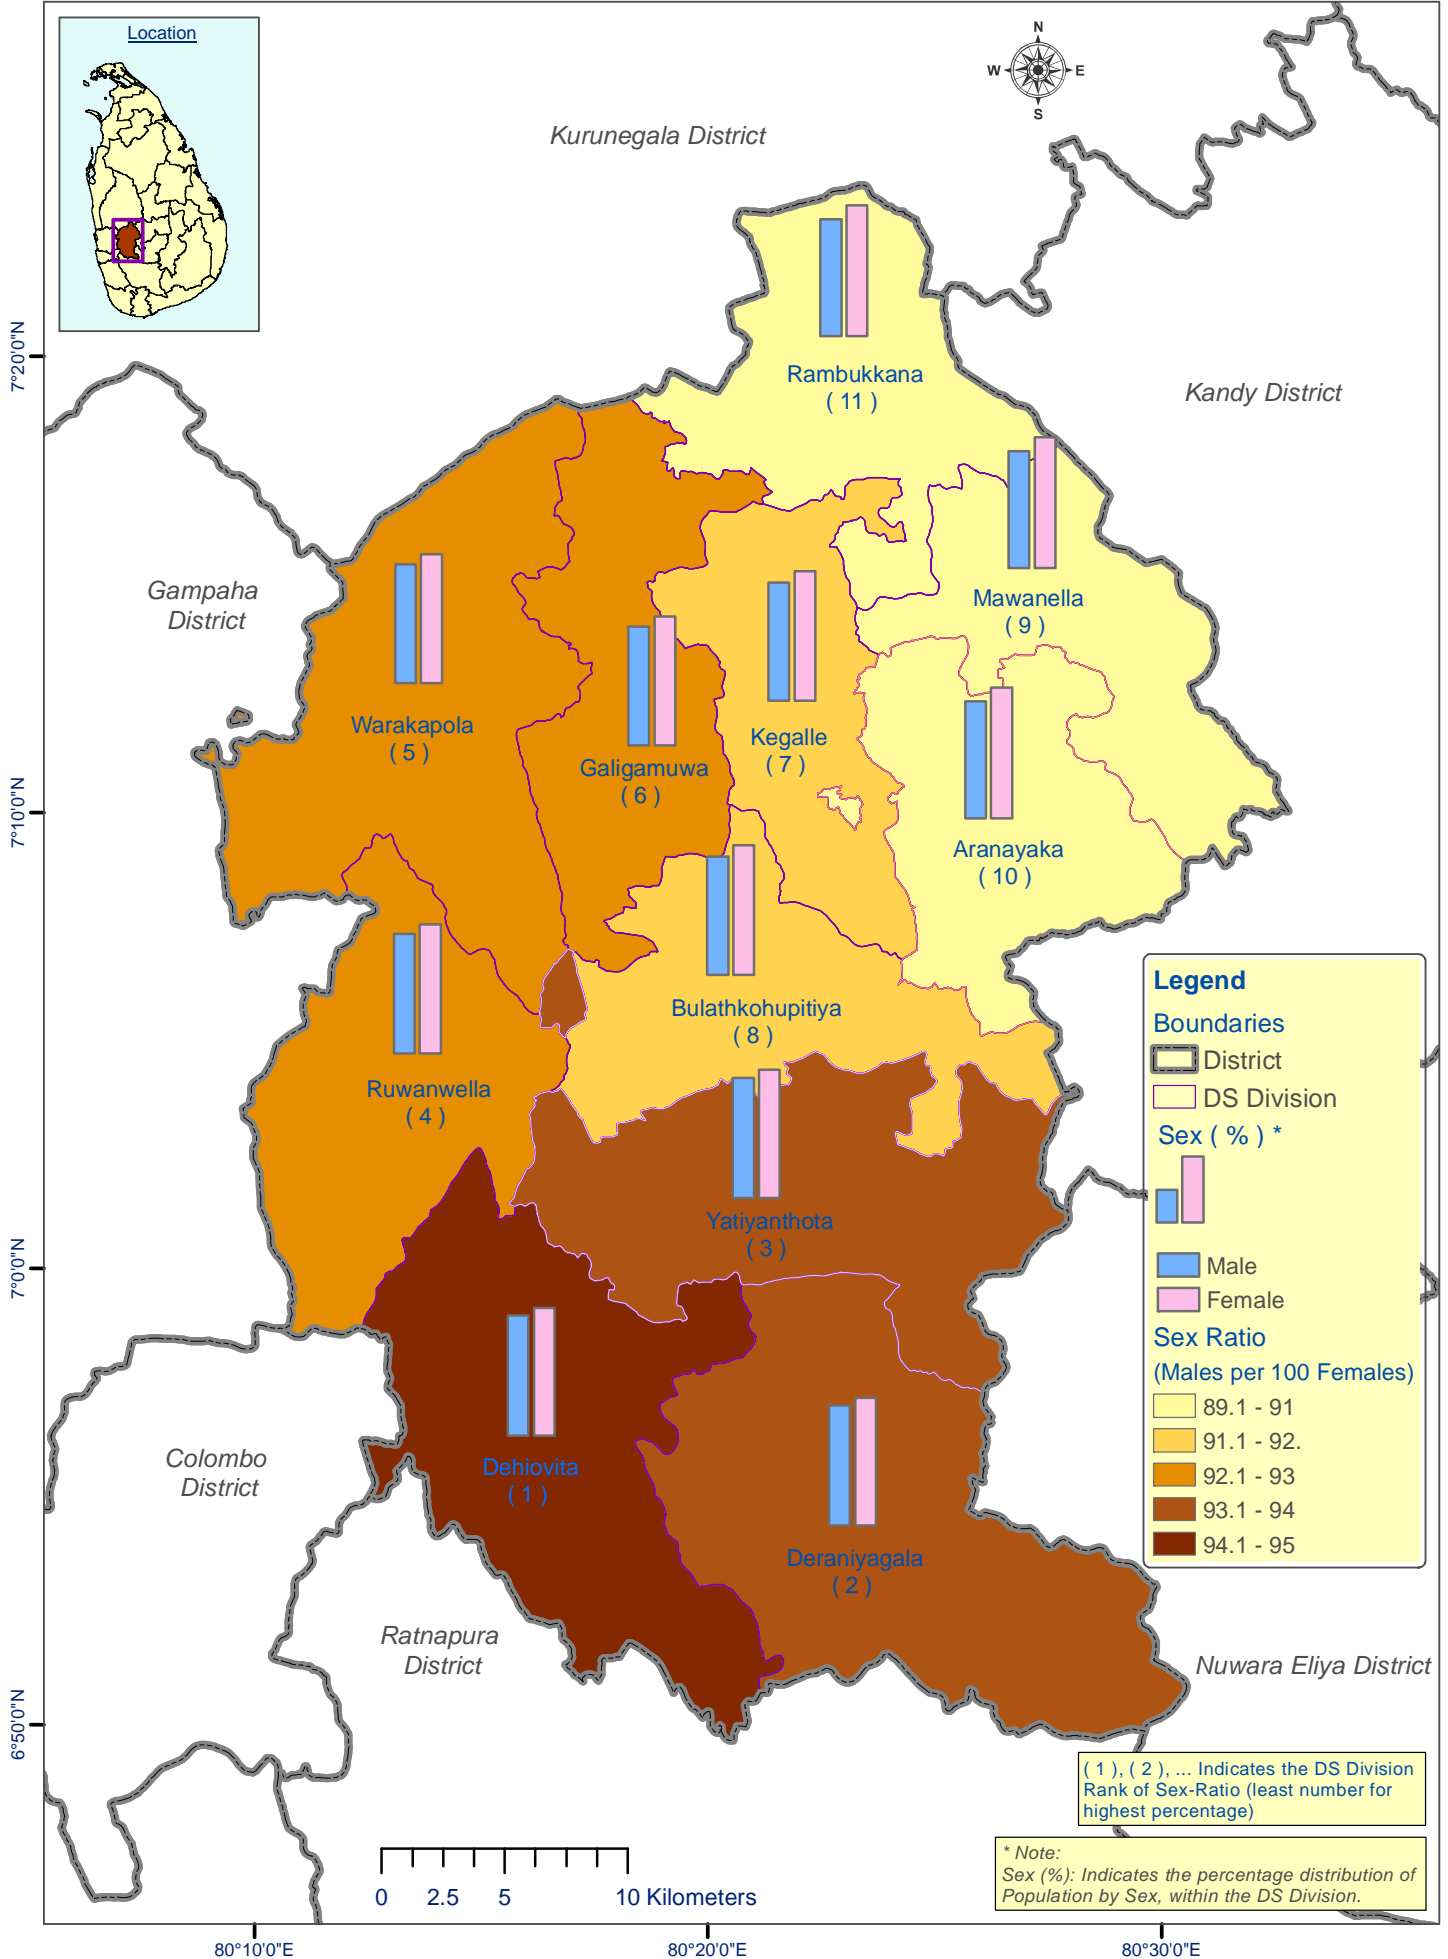 Location
N
W
E
S
Kurunegala District
7°20'0"N
Rambukkana
( 11 )
Kandy District
Gampaha
District
Mawanella
( 9 )
Warakapola
( 5 )
Kegalle
( 7 )
Galigamuwa
( 6 )
7°10'0"N
Aranayaka
( 10 )
Bulathkohupitiya
( 8 )
Ruwanwella
( 4 )
Yatiyanthota
( 3 )
7°0'0"N
Dehiovita
( 1 )
Colombo
District
Deraniyagala
( 2 )
Ratnapura
District
Nuwara Eliya District
6°50'0"N
Legend
Boundaries
District
DS Division
Sex ( % ) *
Male
Female
Sex Ratio
(Males per 100 Females)
89.1 - 91
91.1 - 92.
92.1 - 93
93.1 - 94
94.1 - 95
( 1 ), ( 2 ), ... Indicates the DS Division
Rank of Sex-Ratio (least number for
highest percentage)
* Note:
Sex (%): Indicates the percentage distribution of
Population by Sex, within the DS Division.
0 2.5 5 10 Kilometers
80°10'0"E 80°20'0"E 80°30'0"E